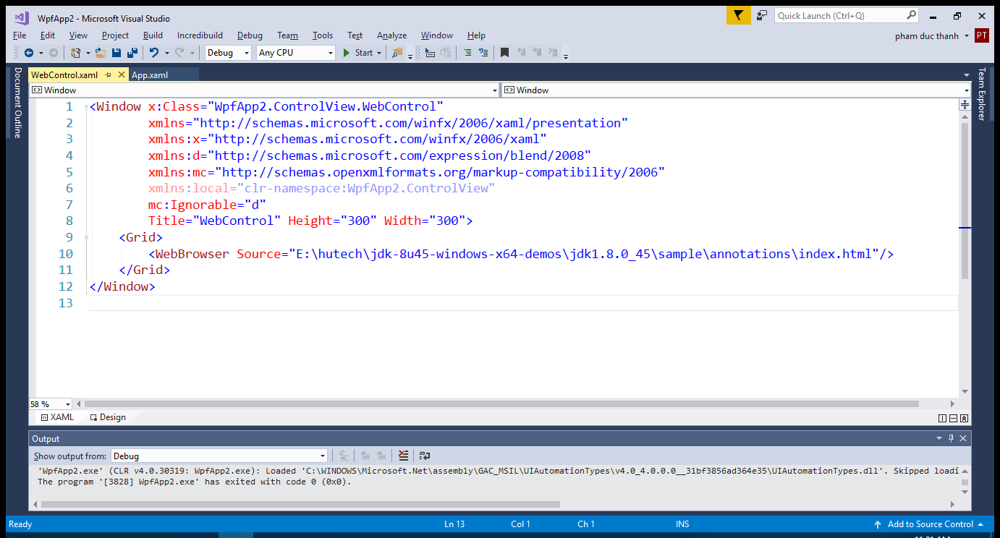 WpfApp2 - Microsoft Visual Studio
Quick Launch (Ctrl+Q)
File Edit View Project Build Incredibuild Debug Team Tools Test Analyze Window Help
pham duc thanh PT
Debug Any CPU Start
WebControl.xaml App.xaml
Document Outline
Team Explorer
Window Window
1 <Window x:Class="WpfApp2.ControlView.WebControl"
2 xmlns="http://schemas.microsoft.com/winfx/2006/xaml/presentation"
3 xmlns:x="http://schemas.microsoft.com/winfx/2006/xaml"
4 xmlns:d="http://schemas.microsoft.com/expression/blend/2008"
5 xmlns:mc="http://schemas.openxmlformats.org/markup-compatibility/2006"
6 xmlns:local="clr-namespace:WpfApp2.ControlView"
7 mc:Ignorable="d"
8 Title="WebControl" Height="300" Width="300">
9 <Grid>
10 <WebBrowser Source="E:\hutech\jdk-8u45-windows-x64-demos\jdk1.8.0_45\sample\annotations\index.html"/>
11 </Grid>
12 </Window>
13
58 %
XAML Design
Output
Show output from: Debug
'WpfApp2.exe' (CLR v4.0.30319: WpfApp2.exe): Loaded 'C:\WINDOWS\Microsoft.Net\assembly\GAC_MSIL\UIAutomationTypes\v4.0_4.0.0.0__31bf3856ad364e35\UIAutomationTypes.dll'. Skipped loadi
The program '[3828] WpfApp2.exe' has exited with code 0 (0x0).
Ready Ln 13 Col 1 Ch 1 INS Add to Source Control